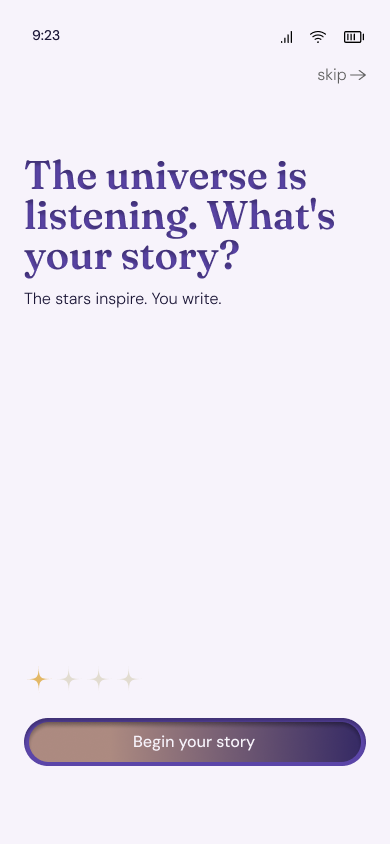 9:23
skip
The universe is
listening. What's
your story?
The stars inspire. You write.
Begin your story